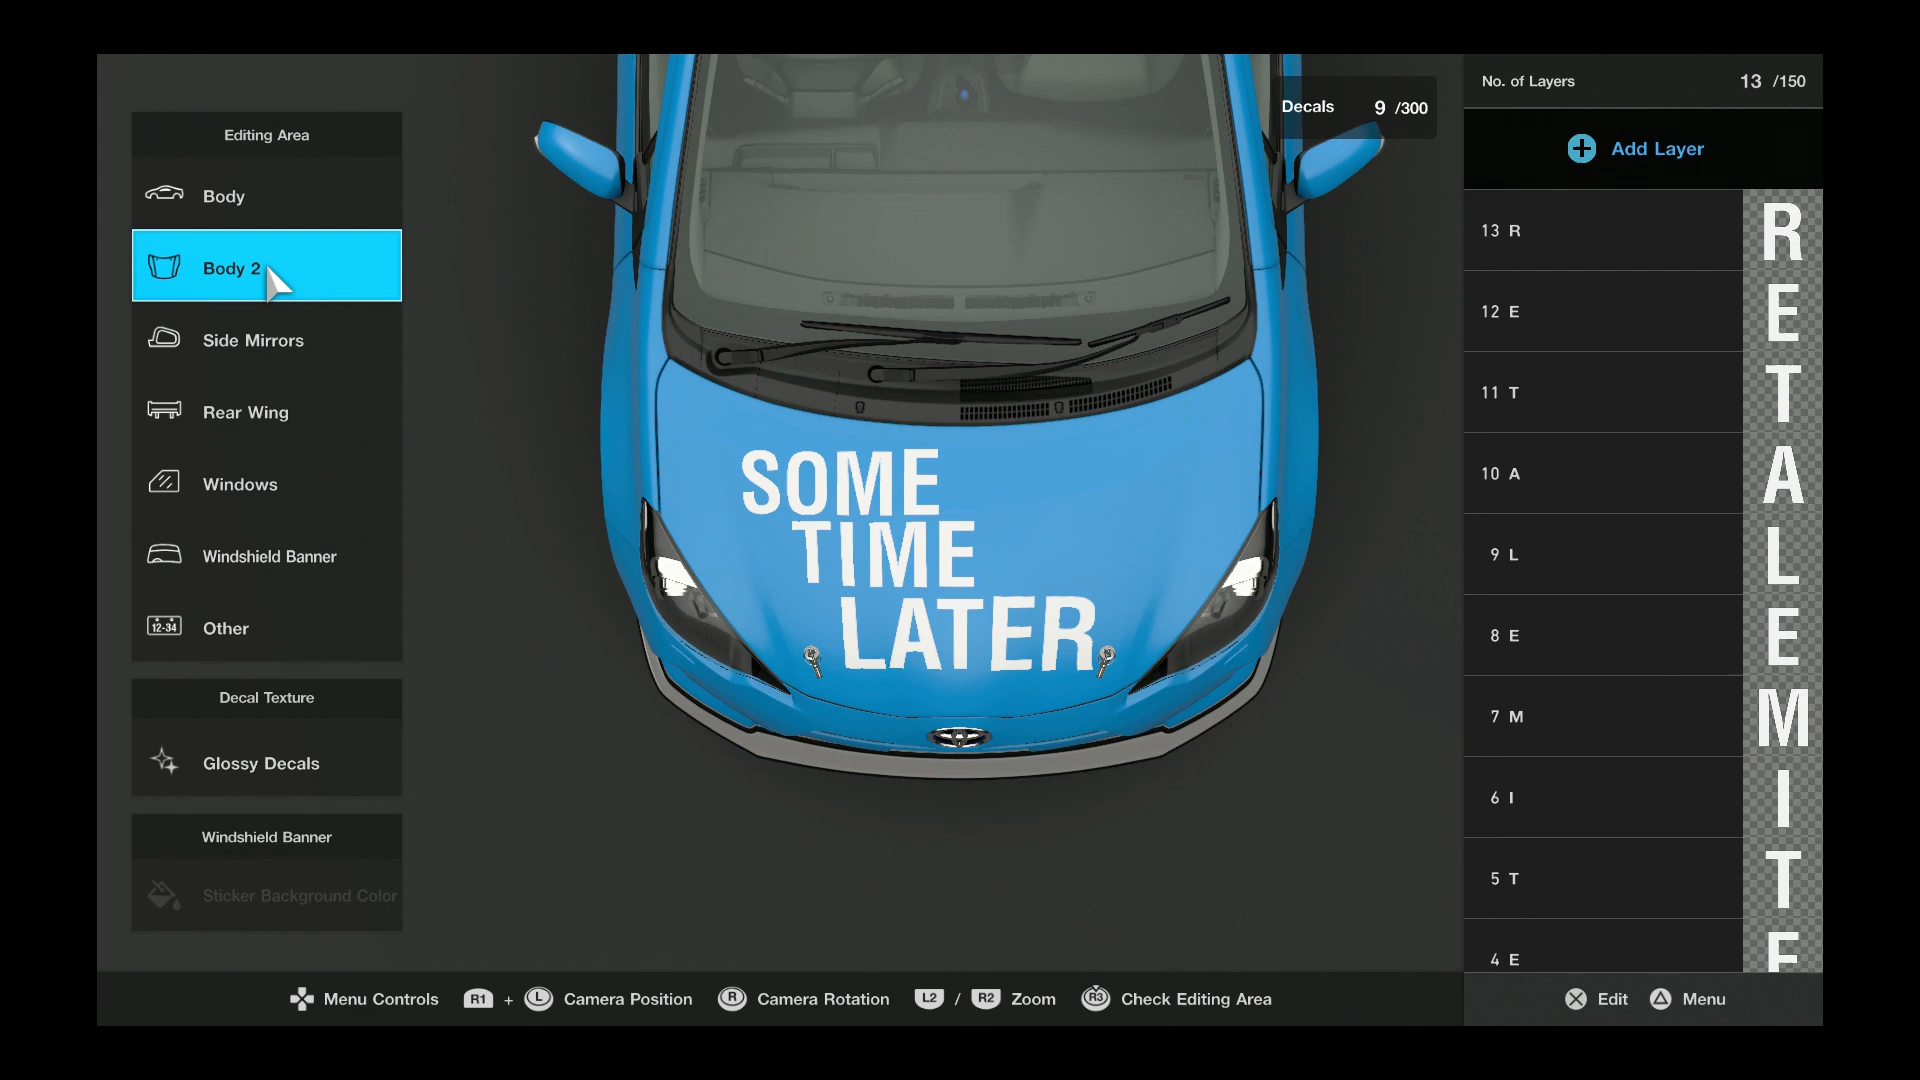 Editing Area
Body
Body 2
Side Mirrors
Rear Wing
Windows
Windshield Banner
12-34
Other
Decal Texture
Glossy Decals
Windshield Banner
Sticker Background Color
Decals 9 /300
SOME
TIME
LATER
No. of Layers 13 /150
Add Layer
13 R R
12 E E
11 T T
10 A A
9 L L
8 E E
7 M M
6 I I
5 T T
4 E E
Menu Controls R1 + L Camera Position R Camera Rotation L2 / R2 Zoom R3 Check Editing Area
Edit Menu